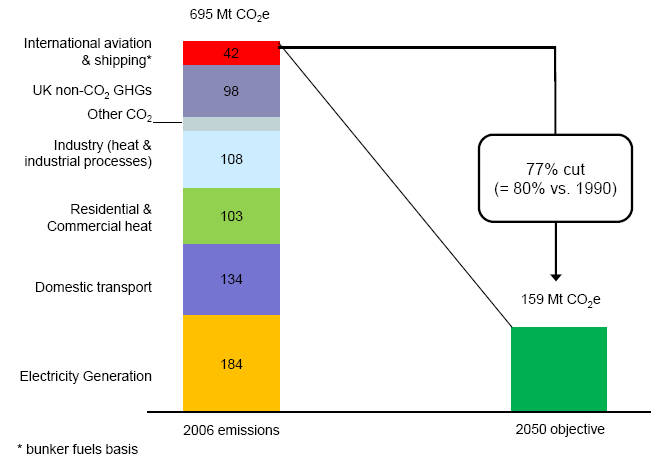 695 Mt CO₂e
International aviation
& shipping*
42
UK non-CO₂ GHGs
98
Other CO₂
Industry (heat &
industrial processes)
108
77% cut
(= 80% vs. 1990)
Residential &
Commercial heat
103
Domestic transport
134
159 Mt CO₂e
Electricity Generation
184
2006 emissions
2050 objective
* bunker fuels basis